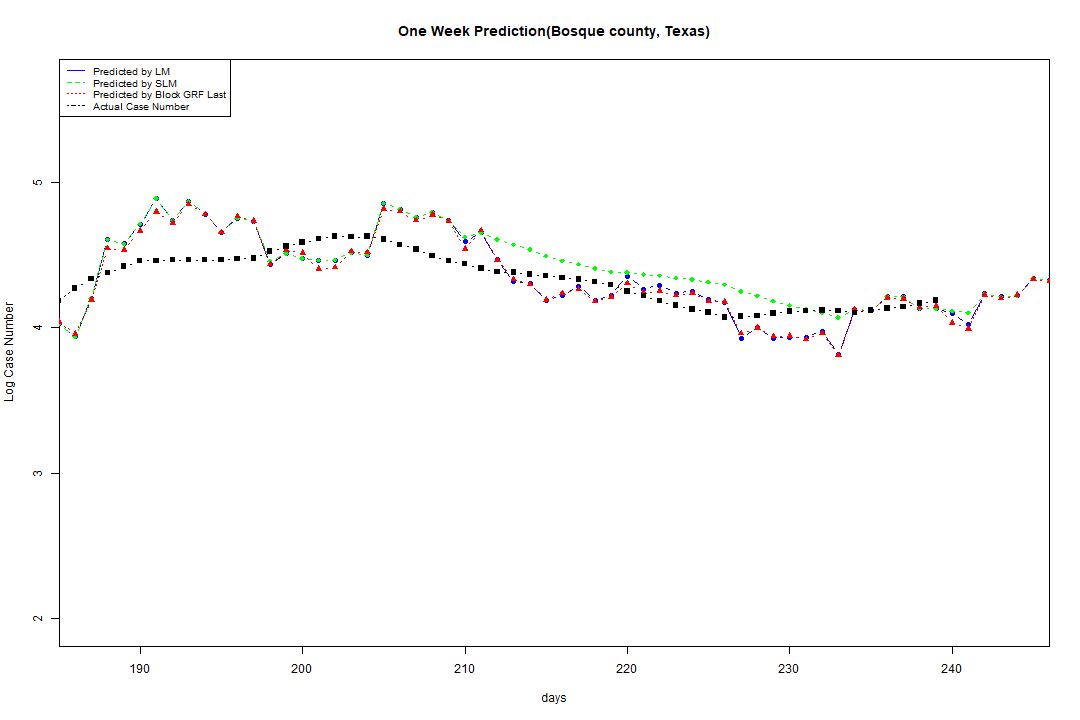 One Week Prediction(Bosque county, Texas)
Predicted by LM
Predicted by SLM
Predicted by Block GRF Last
Actual Case Number
5
4
3
2
Log Case Number
190 200 210 220 230 240
days